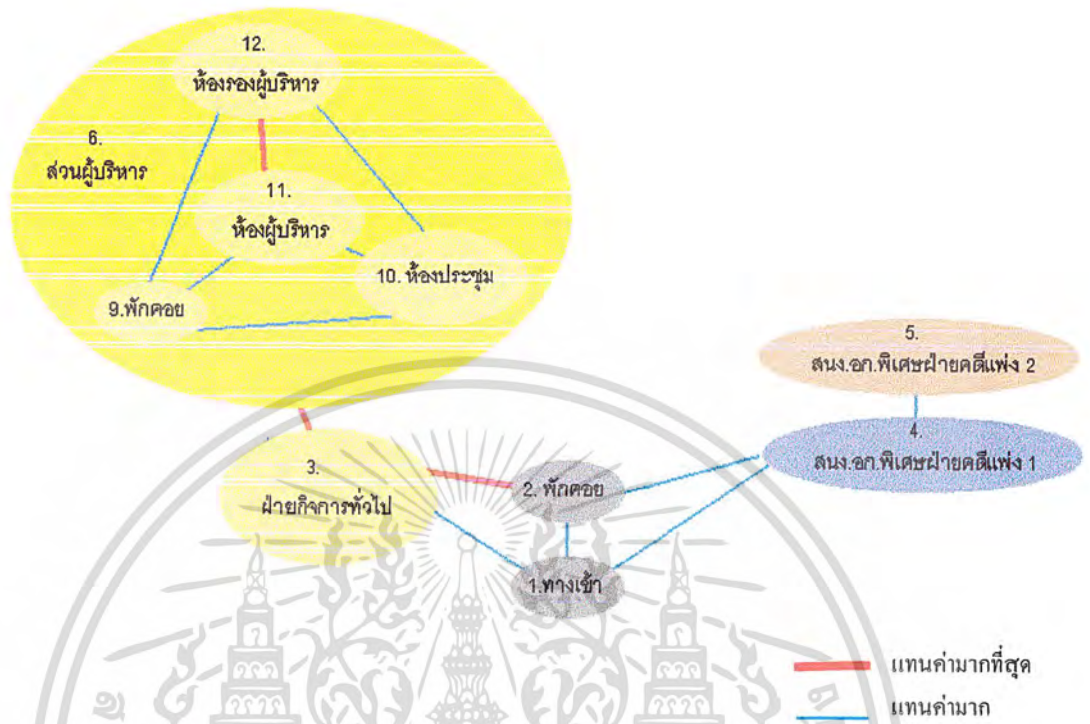 12.
ห้องรองผู้บริหาร
6.
ส่วนผู้บริหาร
11.
ห้องผู้บริหาร
10. ห้องประชุม
9.พักคอย
5.
สนง.อก.พิเศษฝ่ายคดีแพ่ง 2
4.
สนง.อก.พิเศษฝ่ายคดีแพ่ง 1
3.
ฝ่ายกิจการทั่วไป
2. พักคอย
1.ทางเข้า
แทนค่ามากที่สุด
แทนค่ามาก